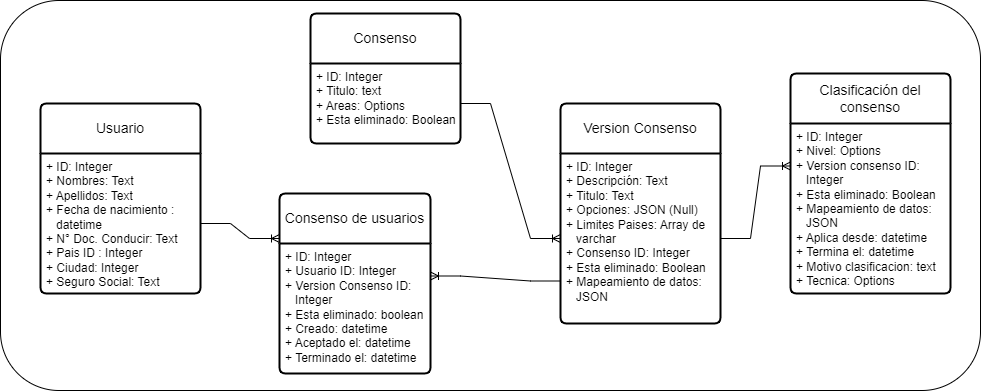 Consenso
+ ID: Integer
+ Titulo: text
+ Areas: Options
+ Esta eliminado: Boolean
Usuario
+ ID: Integer
+ Nombres: Text
+ Apellidos: Text
+ Fecha de nacimiento :
datetime
+ N° Doc. Conducir: Text
+ Pais ID : Integer
+ Ciudad: Integer
+ Seguro Social: Text
Consenso de usuarios
+ ID: Integer
+ Usuario ID: Integer
+ Version Consenso ID:
Integer
+ Esta eliminado: boolean
+ Creado: datetime
+ Aceptado el: datetime
+ Terminado el: datetime
Version Consenso
+ ID: Integer
+ Descripción: Text
+ Titulo: Text
+ Opciones: JSON (Null)
+ Limites Paises: Array de
varchar
+ Consenso ID: Integer
+ Esta eliminado: Boolean
+ Mapeamiento de datos:
JSON
Clasificación del
consenso
+ ID: Integer
+ Nivel: Options
+ Version consenso ID:
Integer
+ Esta eliminado: Boolean
+ Mapeamiento de datos:
JSON
+ Aplica desde: datetime
+ Termina el: datetime
+ Motivo clasificacion: text
+ Tecnica: Options